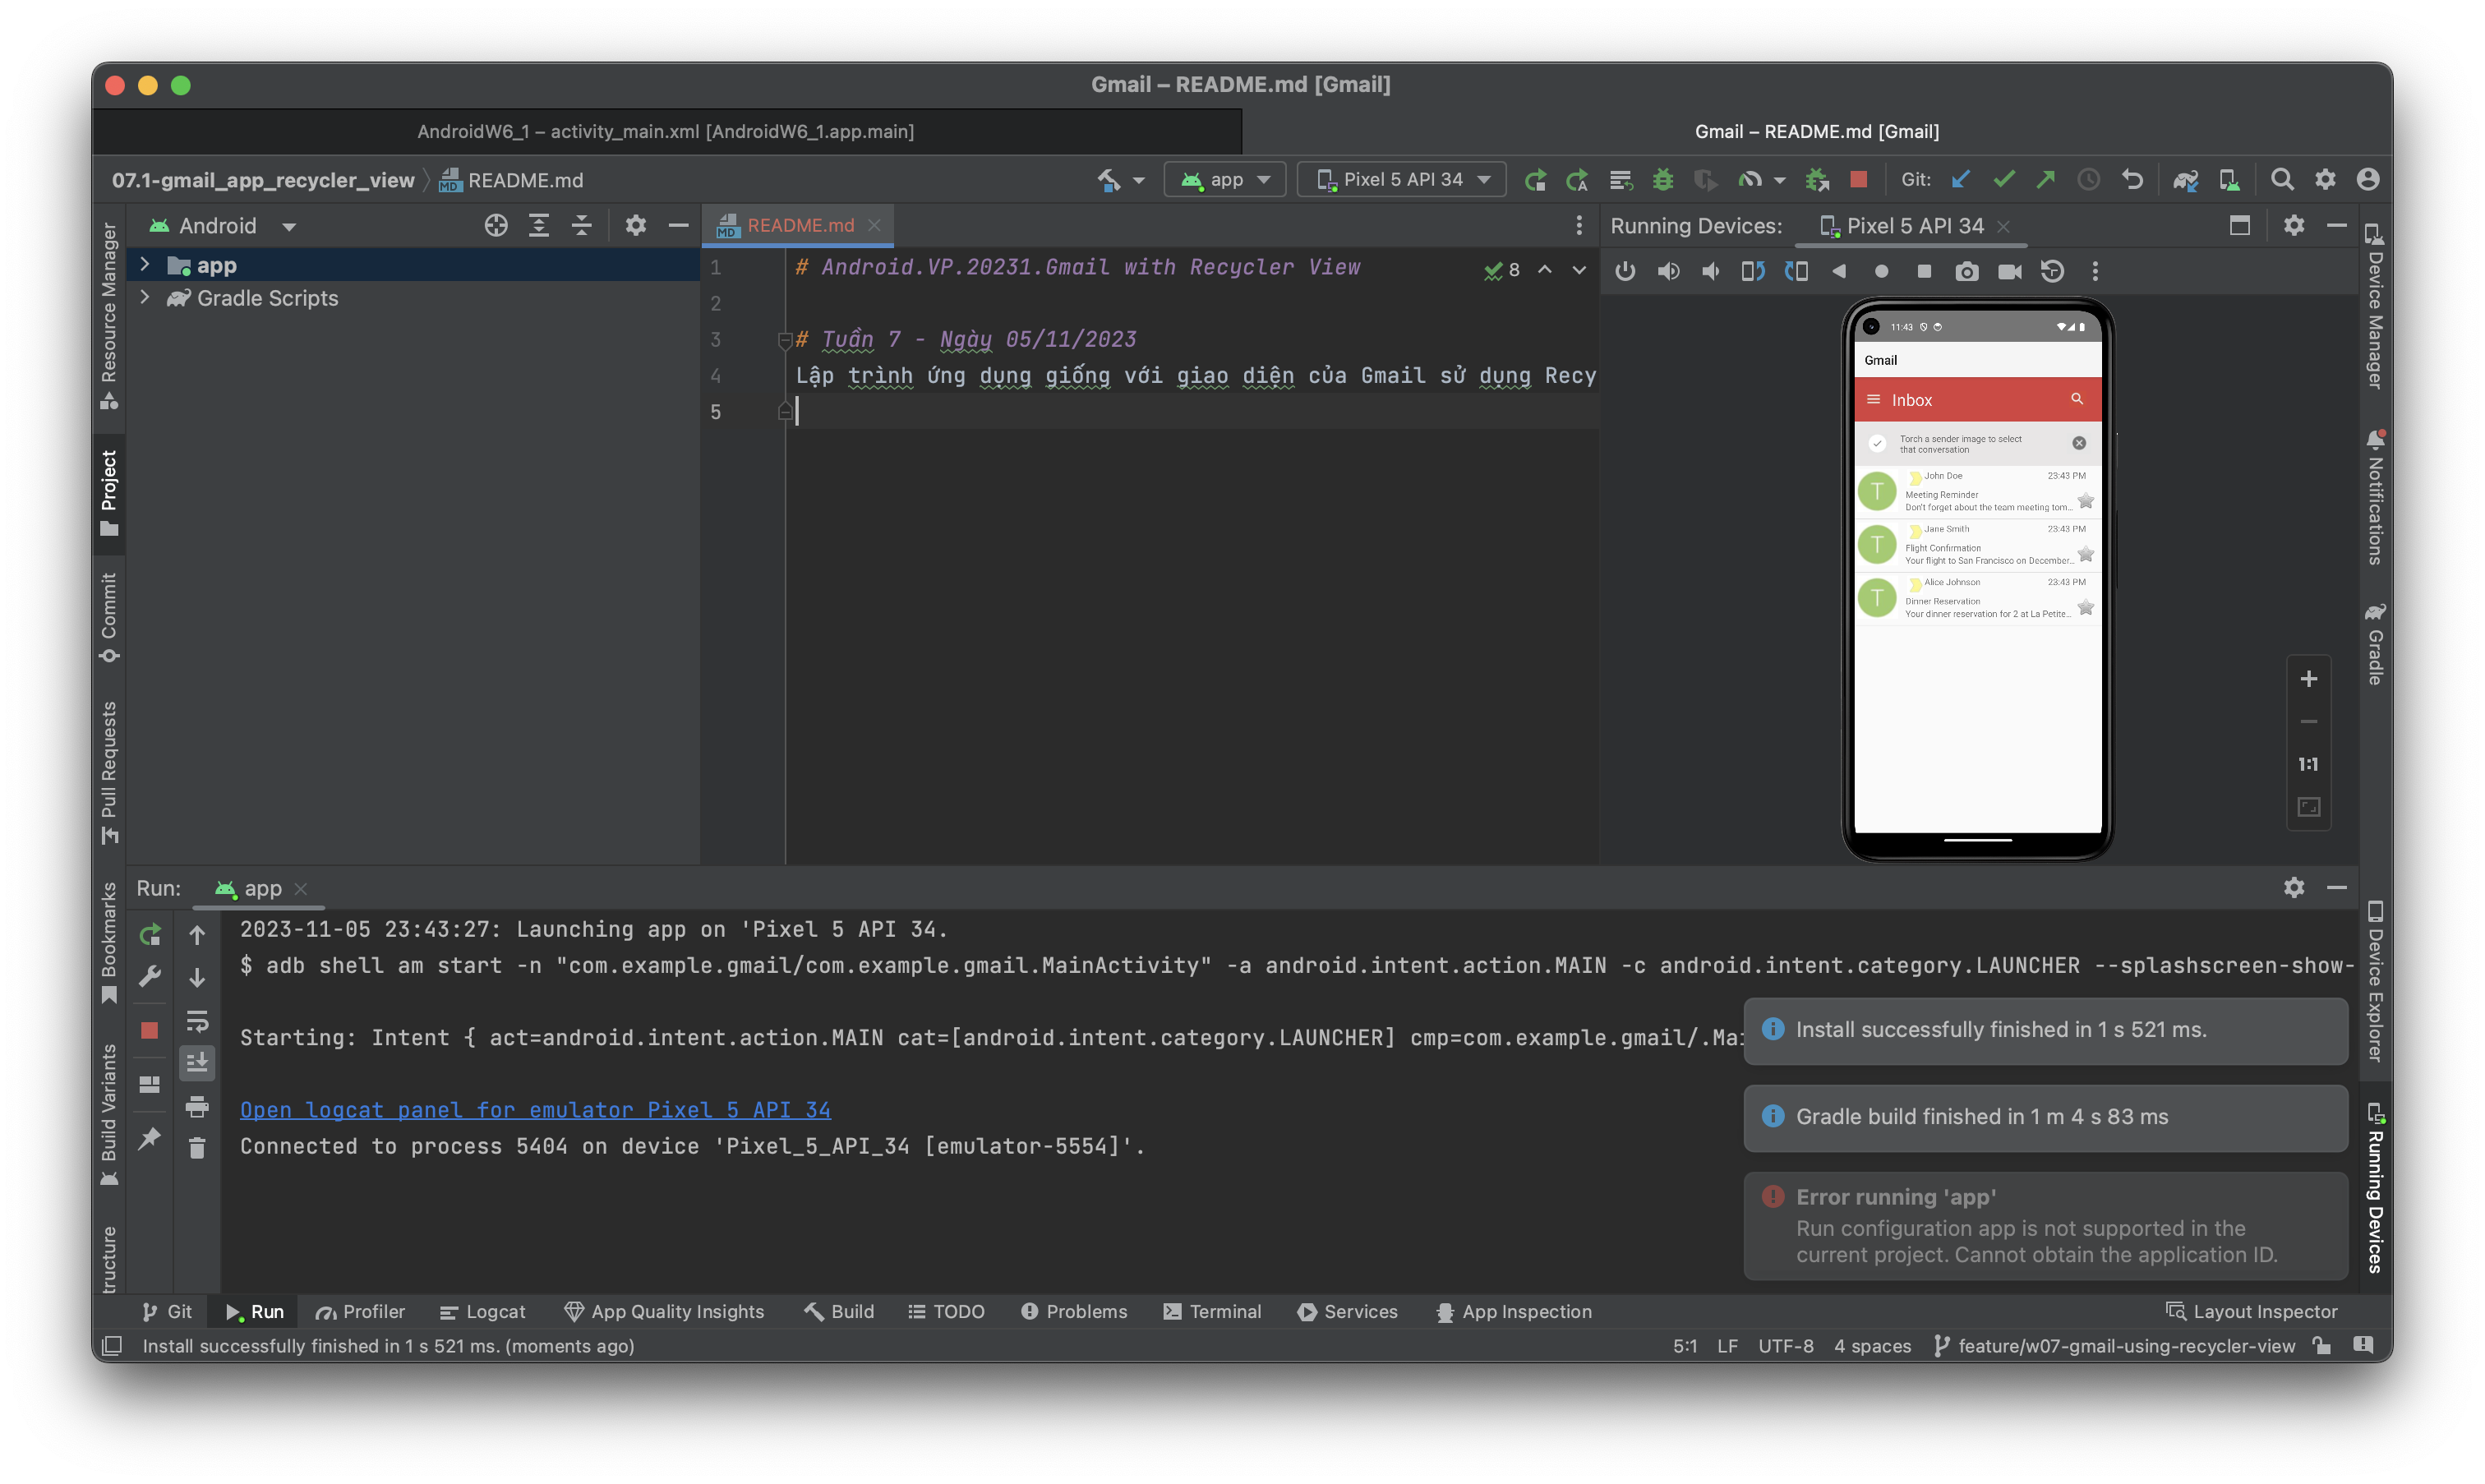 Gmail – README.md [Gmail]
AndroidW6_1 – activity_main.xml [AndroidW6_1.app.main]
Gmail – README.md [Gmail]
07.1-gmail_app_recycler_view
README.md
app
Pixel 5 API 34
Git:
Resource Manager
Project
Commit
Pull Requests
Bookmarks
Build Variants
tructure
Android
app
Gradle Scripts
README.md
8
1 # Android.VP.20231.Gmail with Recycler View
2
3 # Tuần 7 - Ngày 05/11/2023
4 Lập trình ứng dụng giống với giao diện của Gmail sử dụng Recy
5
Running Devices:
Pixel 5 API 34
11:43
Gmail
Inbox
Torch a sender image to select
that conversation
T
John Doe
23:43 PM
Meeting Reminder
Don't forget about the team meeting tom...
T
Jane Smith
23:43 PM
Flight Confirmation
Your flight to San Francisco on December...
T
Alice Johnson
23:43 PM
Dinner Reservation
Your dinner reservation for 2 at La Petite...
1:1
Device Manager
Notifications
Gradle
Device Explorer
Running Devices
Run:
app
2023-11-05 23:43:27: Launching app on 'Pixel 5 API 34.
$ adb shell am start -n "com.example.gmail/com.example.gmail.MainActivity" -a android.intent.action.MAIN -c android.intent.category.LAUNCHER --splashscreen-show-
Starting: Intent { act=android.intent.action.MAIN cat=[android.intent.category.LAUNCHER] cmp=com.example.gmail/.Mai
Open logcat panel for emulator Pixel 5 API 34
Connected to process 5404 on device 'Pixel_5_API_34 [emulator-5554]'.
Install successfully finished in 1 s 521 ms.
Gradle build finished in 1 m 4 s 83 ms
Error running 'app'
Run configuration app is not supported in the
current project. Cannot obtain the application ID.
Git
Run
Profiler
Logcat
App Quality Insights
Build
TODO
Problems
Terminal
Services
App Inspection
Layout Inspector
Install successfully finished in 1 s 521 ms. (moments ago)
5:1
LF
UTF-8
4 spaces
feature/w07-gmail-using-recycler-view